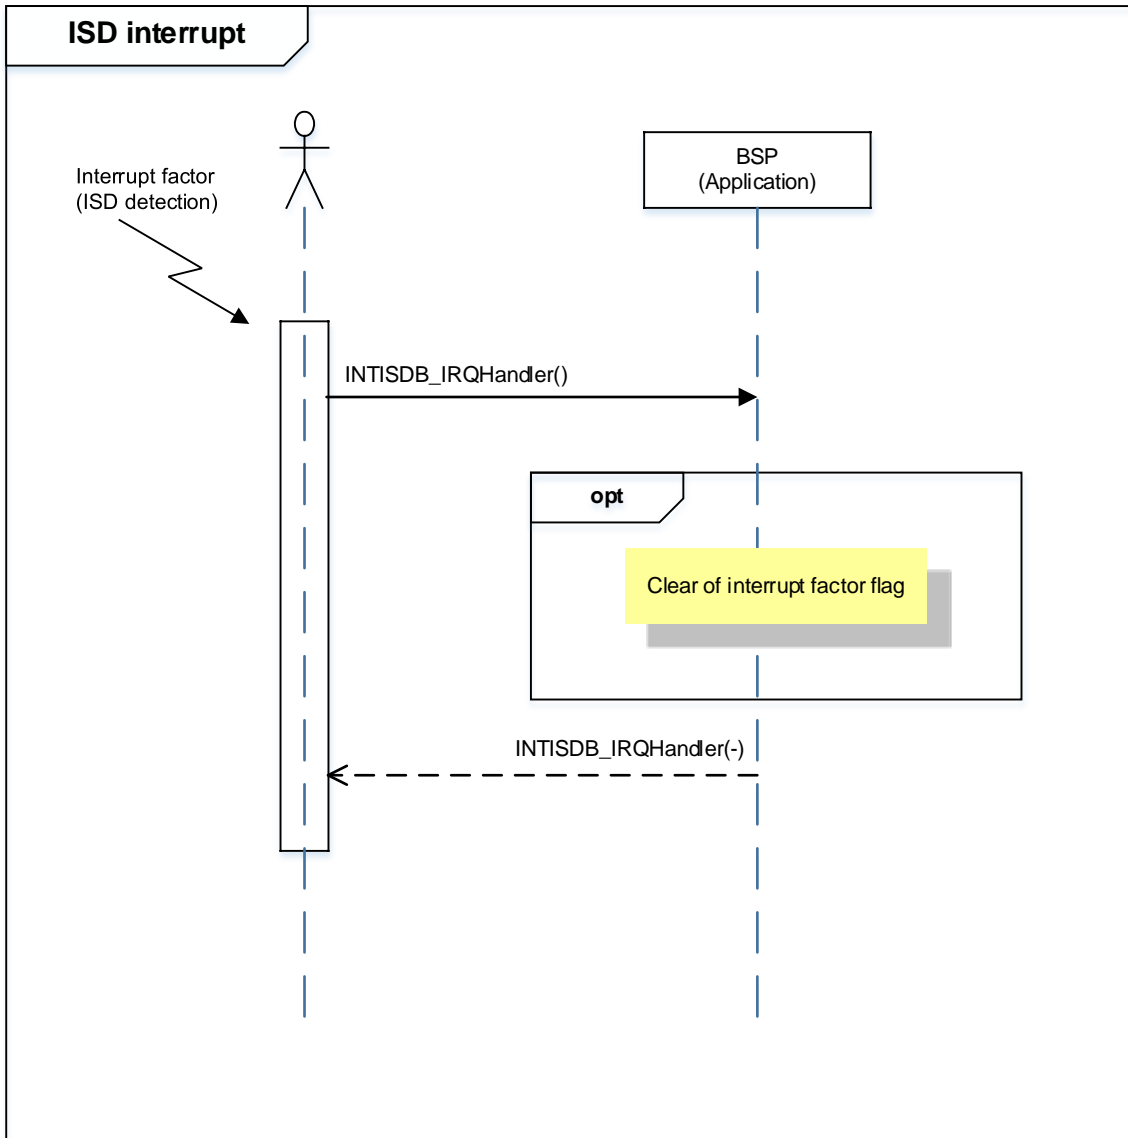 ISD interrupt
Interrupt factor
(ISD detection)
BSP
(Application)
INTISDB_IRQHandler()
opt
Clear of interrupt factor flag
INTISDB_IRQHandler(-)